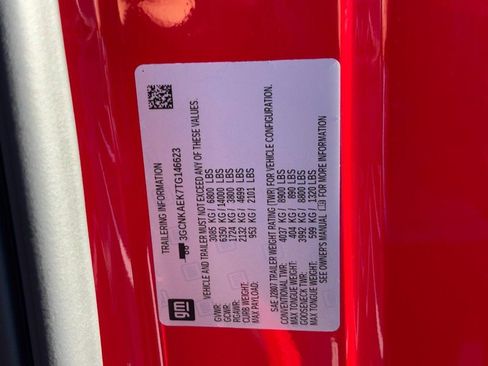 gm
TRAILERING INFORMATION
3GCNKAEK7TG146623
VEHICLE AND TRAILER MUST NOT EXCEED ANY OF THESE VALUES.
GVWR: 3085 KG / 6800 LBS
GCWR: 6350 KG / 14000 LBS
RGAWR: 1724 KG / 3800 LBS
CURB WEIGHT: 2132 KG / 4699 LBS
MAX PAYLOAD: 953 KG / 2101 LBS
SAE J2807 TRAILER WEIGHT RATING (TWR) FOR VEHICLE CONFIGURATION.
CONVENTIONAL TWR: 4037 KG / 8900 LBS
MAX TONGUE WEIGHT: 404 KG / 890 LBS
GOOSENECK TWR: 3992 KG / 8800 LBS
MAX TONGUE WEIGHT: 599 KG / 1320 LBS
SEE OWNER'S MANUAL FOR MORE INFORMATION